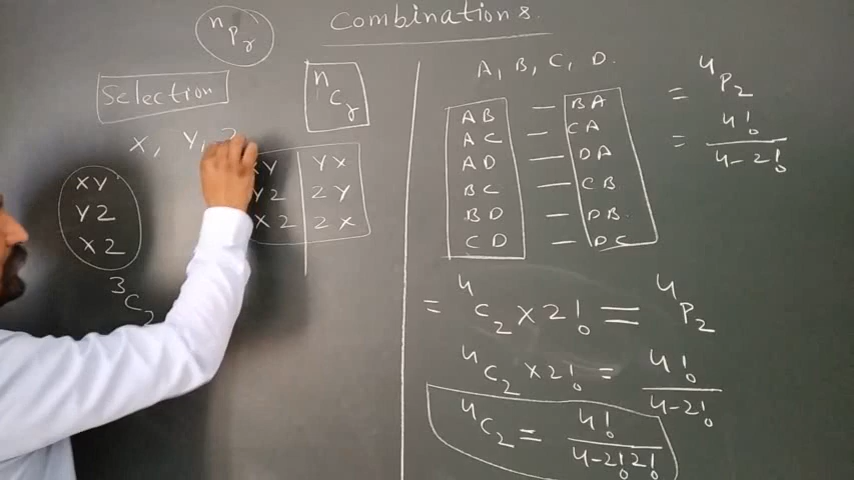 Combinations.
nPr
Selection
nCr
X, Y, Z
XY
YZ
XZ
3C2
XY YX
YZ ZY
XZ ZX
A, B, C, D.
AB — BA
AC — CA
AD — DA
BC — CB
BD — DB
CD — DC
= 4P2
= 4! / 4-2!
= 4C2 × 2! = 4P2
4C2 × 2! = 4! / 4-2!
4C2 = 4! / 4-2! 2!